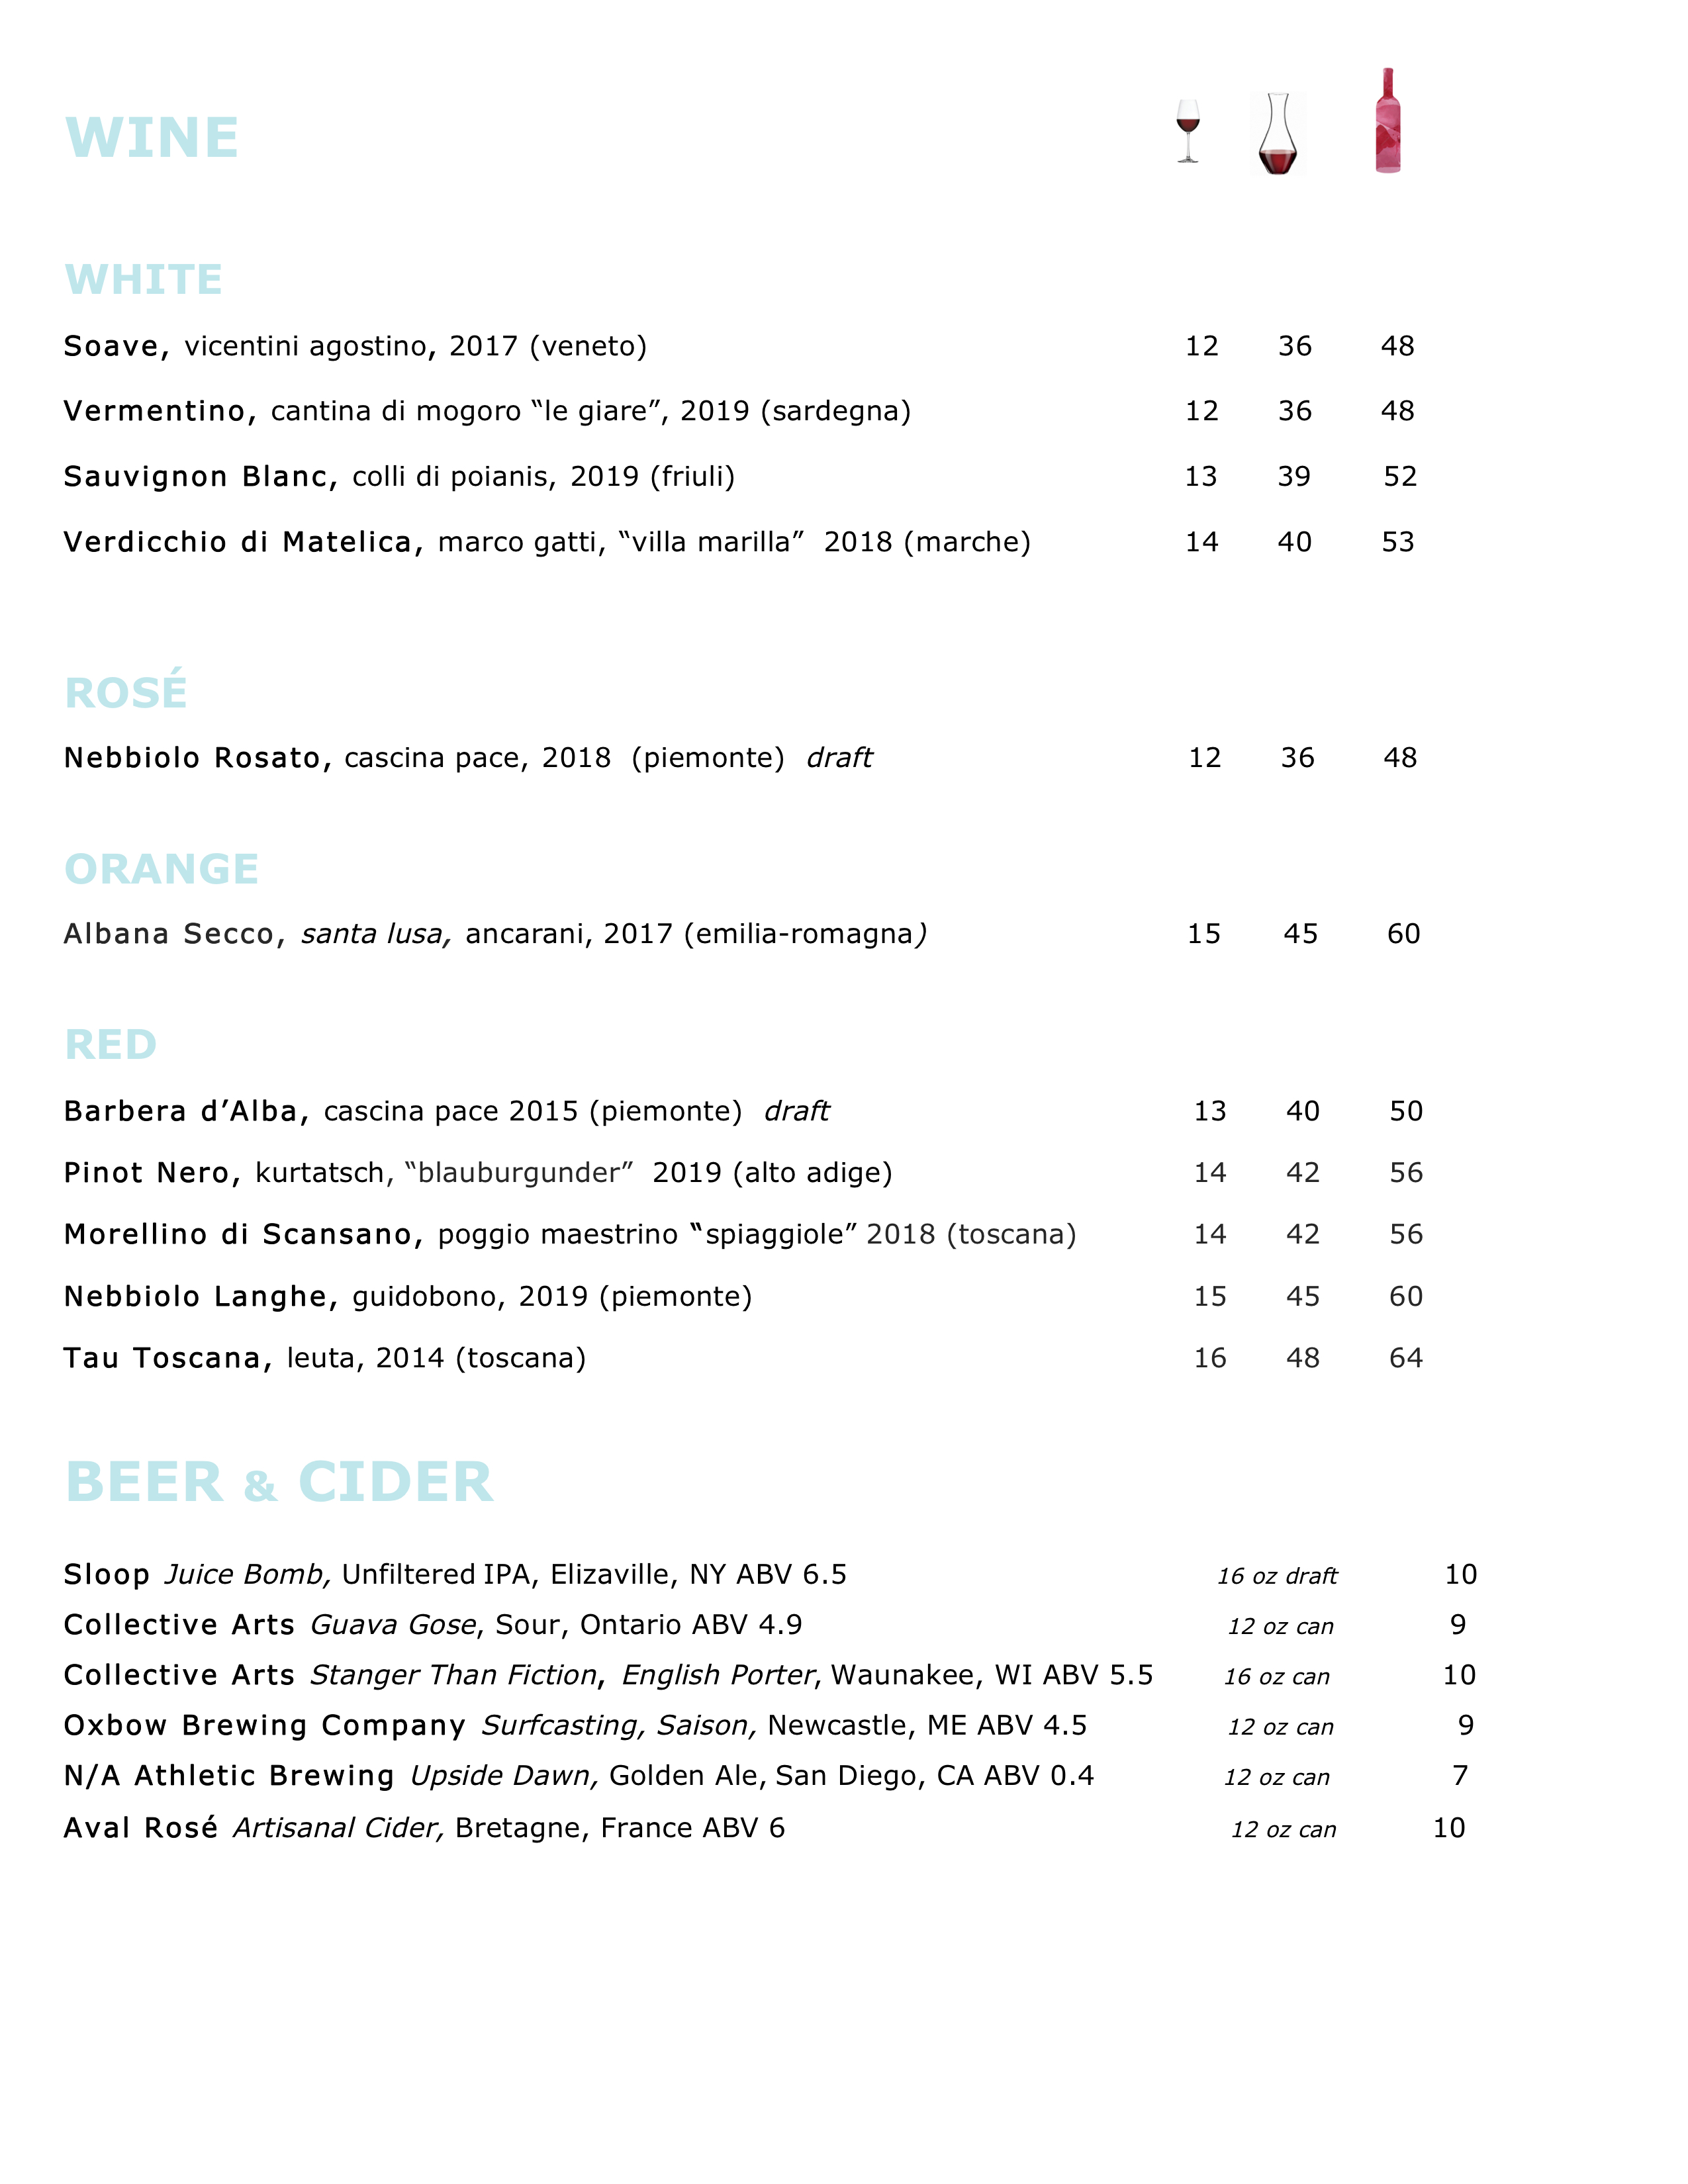 WINE
WHITE
Soave, vicentini agostino, 2017 (veneto) 12 36 48
Vermentino, cantina di mogoro “le giare”, 2019 (sardegna) 12 36 48
Sauvignon Blanc, colli di poianis, 2019 (friuli) 13 39 52
Verdicchio di Matelica, marco gatti, “villa marilla” 2018 (marche) 14 40 53
ROSÉ
Nebbiolo Rosato, cascina pace, 2018 (piemonte) draft 12 36 48
ORANGE
Albana Secco, santa lusa, ancarani, 2017 (emilia-romagna) 15 45 60
RED
Barbera d’Alba, cascina pace 2015 (piemonte) draft 13 40 50
Pinot Nero, kurtatsch, “blauburgunder” 2019 (alto adige) 14 42 56
Morellino di Scansano, poggio maestrino “spiaggiole” 2018 (toscana) 14 42 56
Nebbiolo Langhe, guidobono, 2019 (piemonte) 15 45 60
Tau Toscana, leuta, 2014 (toscana) 16 48 64
BEER & CIDER
Sloop Juice Bomb, Unfiltered IPA, Elizaville, NY ABV 6.5 16 oz draft 10
Collective Arts Guava Gose, Sour, Ontario ABV 4.9 12 oz can 9
Collective Arts Stanger Than Fiction, English Porter, Waunakee, WI ABV 5.5 16 oz can 10
Oxbow Brewing Company Surfcasting, Saison, Newcastle, ME ABV 4.5 12 oz can 9
N/A Athletic Brewing Upside Dawn, Golden Ale, San Diego, CA ABV 0.4 12 oz can 7
Aval Rosé Artisanal Cider, Bretagne, France ABV 6 12 oz can 10